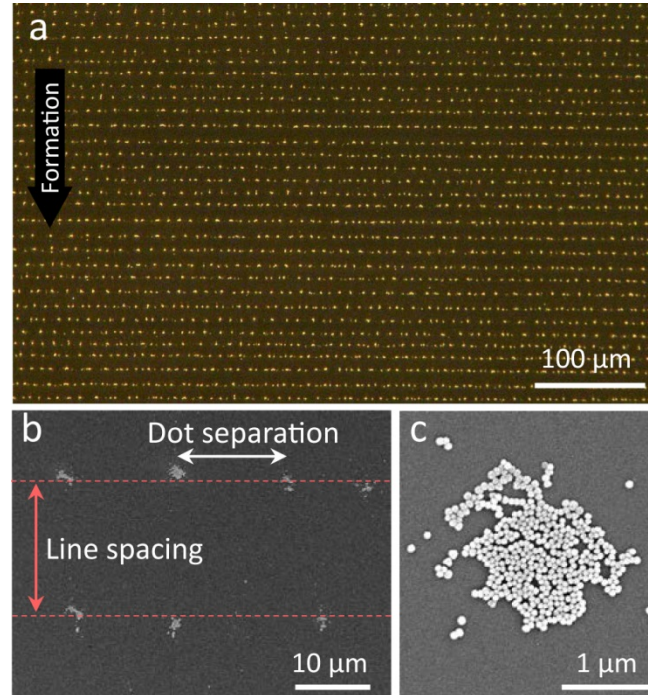 a
Formation
100 µm
b
Dot separation
Line spacing
10 µm
c
1 µm